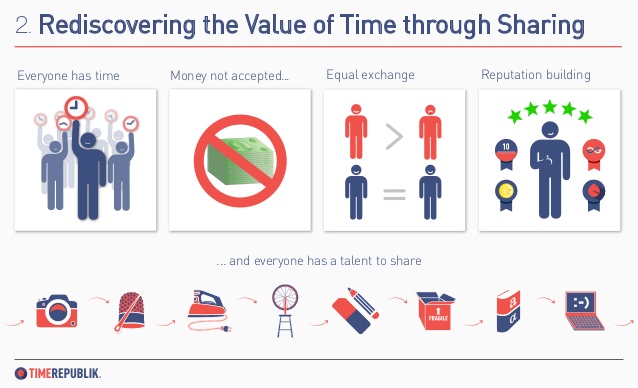 2. Rediscovering the Value of Time through Sharing
Everyone has time
Money not accepted...
Equal exchange
Reputation building
>
=
10
... and everyone has a talent to share
FRAGILE
a
a
:-)
TIMEREPUBLIK.